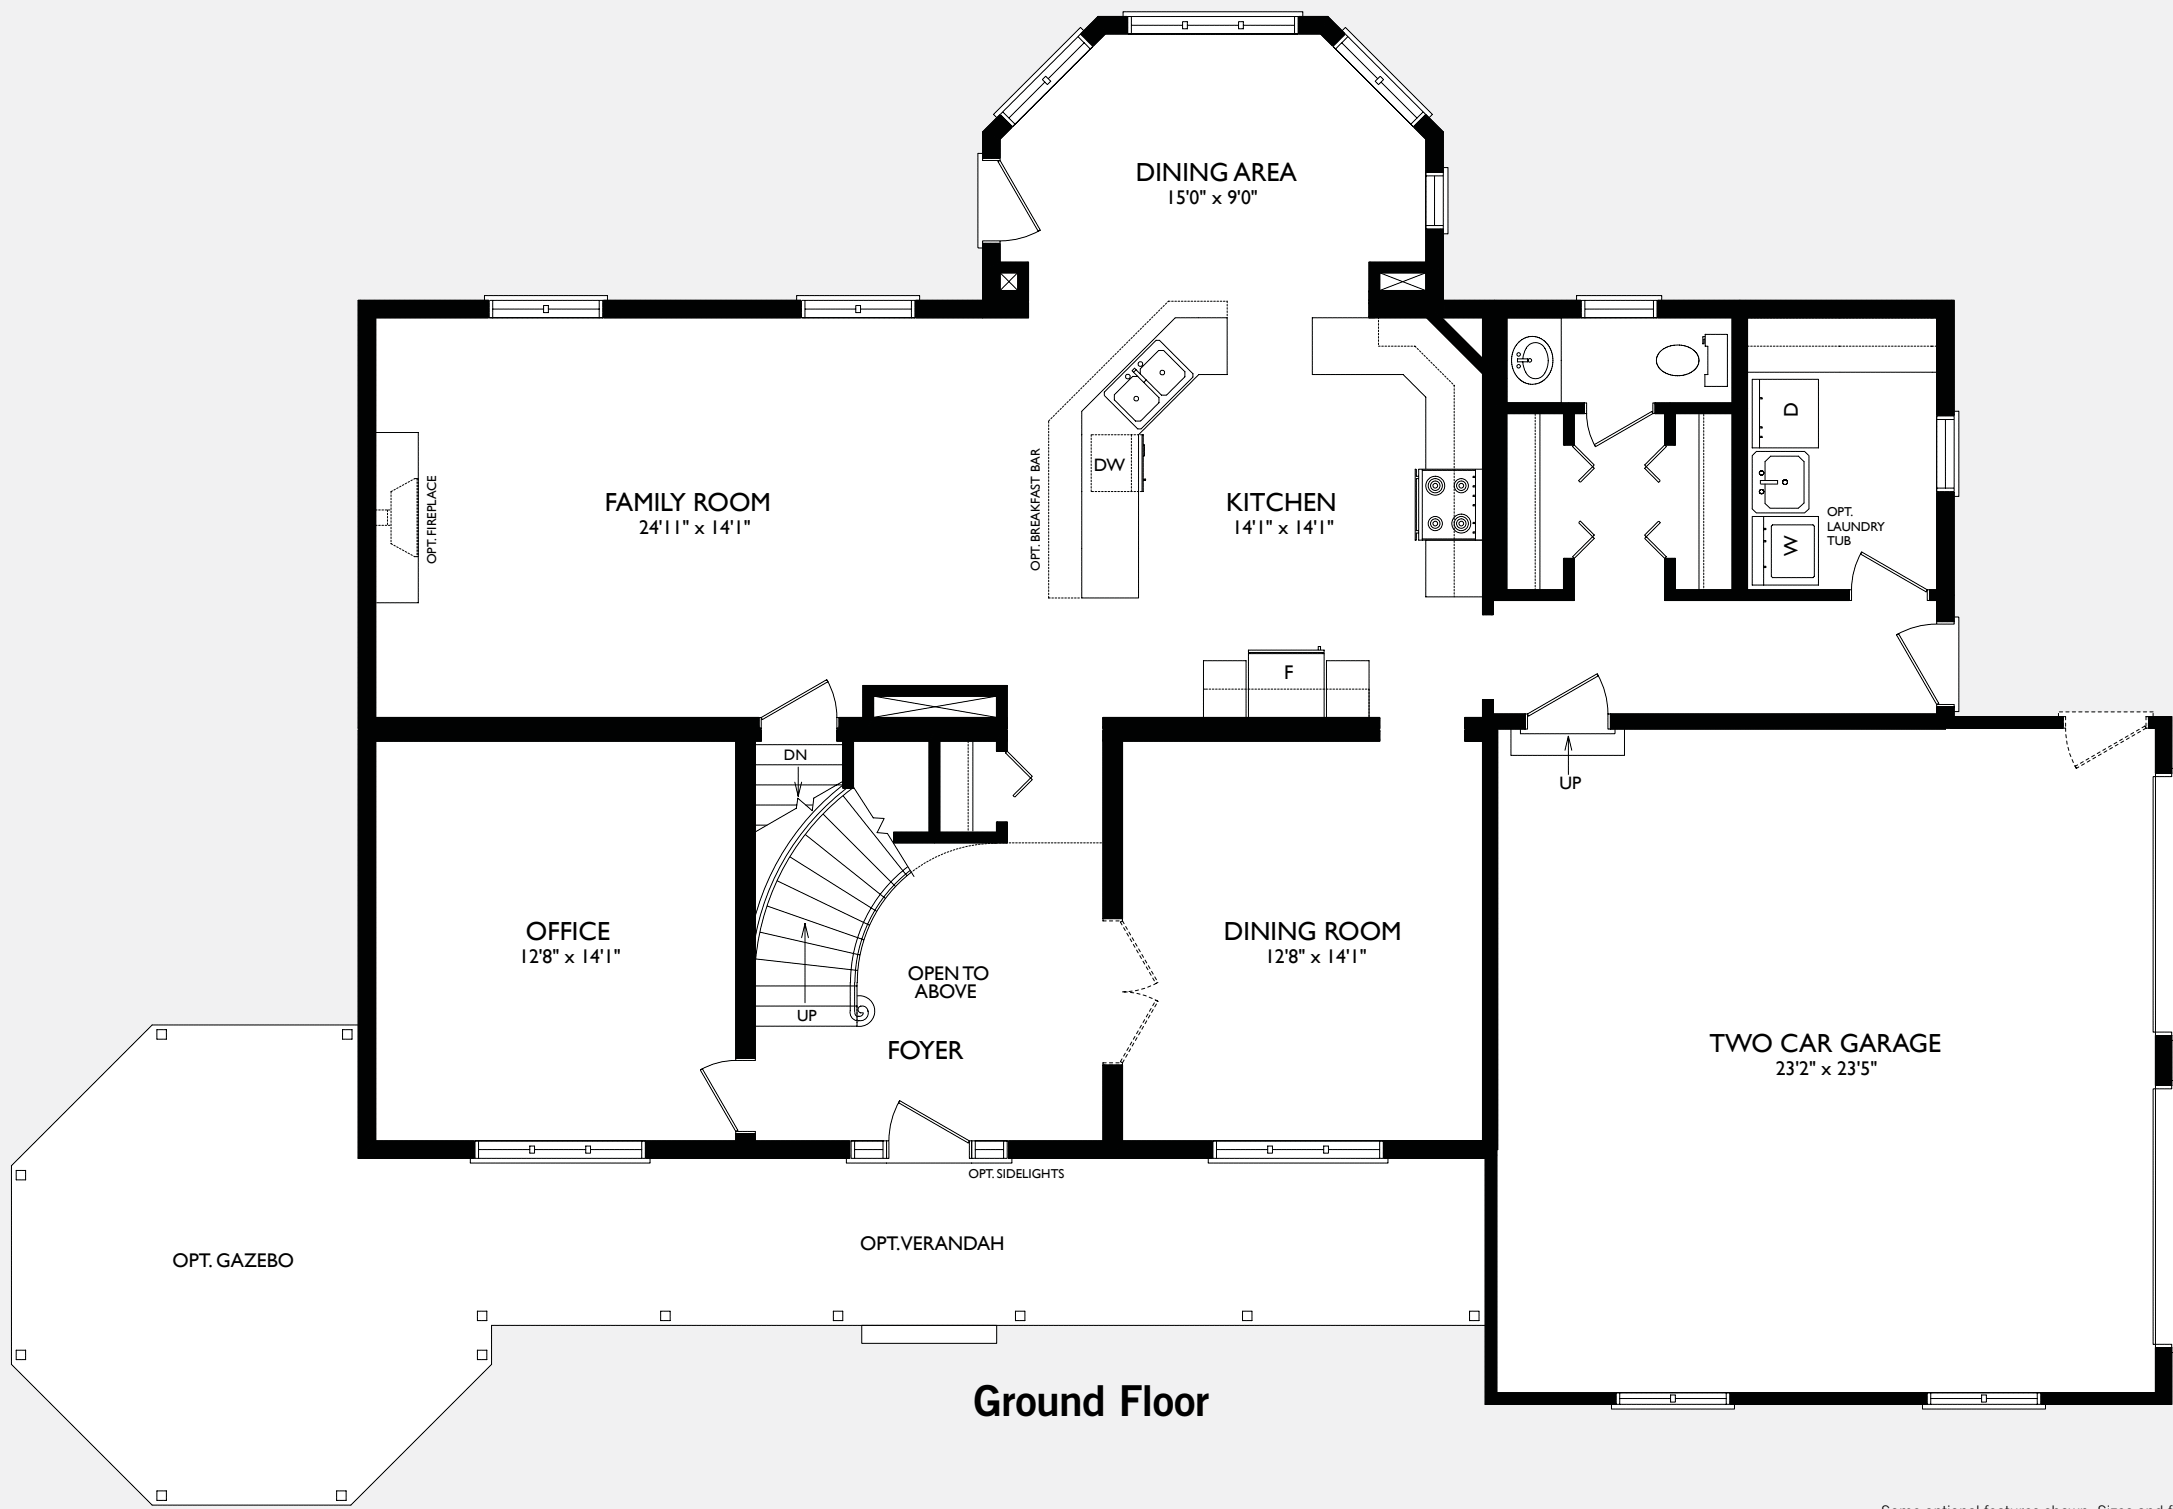 DINING AREA
15'0" x 9'0"
FAMILY ROOM
24'11" x 14'1"
OPT. FIREPLACE
OPT. BREAKFAST BAR
DW
KITCHEN
14'1" x 14'1"
F
D
W
OPT.
LAUNDRY
TUB
DN
UP
OFFICE
12'8" x 14'1"
UP
OPEN TO
ABOVE
FOYER
DINING ROOM
12'8" x 14'1"
UP
TWO CAR GARAGE
23'2" x 23'5"
OPT. SIDELIGHTS
OPT. GAZEBO
OPT. VERANDAH
Ground Floor